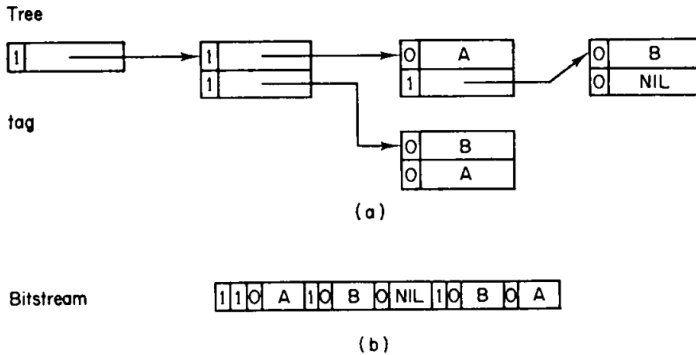 Tree
1 1 0 A 0 B
1 1 0 NIL
tag
0 B
0 A
(a)
Bitstream 1 1 0 A 1 0 B 0 NIL 1 0 B 0 A
(b)